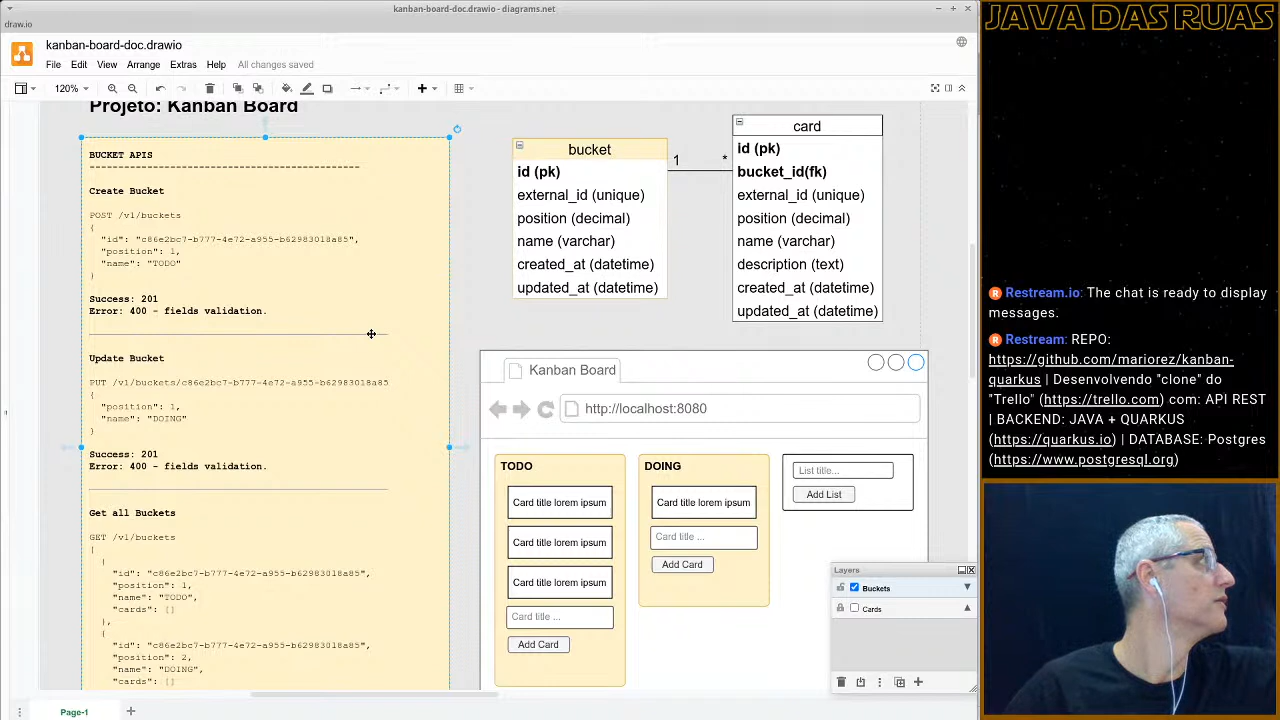 kanban-board-doc.drawio - diagrams.net
draw.io
kanban-board-doc.drawio
File Edit View Arrange Extras Help All changes saved
120%
Projeto: Kanban Board
BUCKET APIS
---------------------------------------------
Create Bucket
POST /v1/buckets
{
"id": "c86e2bc7-b777-4e72-a955-b62983018a85",
"position": 1,
"name": "TODO"
}
Success: 201
Error: 400 - fields validation.
Update Bucket
PUT /v1/buckets/c86e2bc7-b777-4e72-a955-b62983018a85
{
"position": 1,
"name": "DOING"
}
Success: 201
Error: 400 - fields validation.
Get all Buckets
GET /v1/buckets
[
{
"id": "c86e2bc7-b777-4e72-a955-b62983018a85",
"position": 1,
"name": "TODO",
"cards": []
},
{
"id": "c86e2bc7-b777-4e72-a955-b62983018a85",
"position": 2,
"name": "DOING",
"cards": []
bucket
id (pk)
external_id (unique)
position (decimal)
name (varchar)
created_at (datetime)
updated_at (datetime)
1
*
card
id (pk)
bucket_id(fk)
external_id (unique)
position (decimal)
name (varchar)
description (text)
created_at (datetime)
updated_at (datetime)
Kanban Board
http://localhost:8080
TODO
Card title lorem ipsum
Card title lorem ipsum
Card title lorem ipsum
Card title ...
Add Card
DOING
Card title lorem ipsum
Card title ...
Add Card
List title...
Add List
Layers
Buckets
Cards
Page-1
JAVA DAS RUAS
Restream.io: The chat is ready to display
messages.
Restream: REPO:
https://github.com/mariorez/kanban-
quarkus | Desenvolvendo "clone" do
"Trello" (https://trello.com) com: API REST
| BACKEND: JAVA + QUARKUS
(https://quarkus.io) | DATABASE: Postgres
(https://www.postgresql.org)